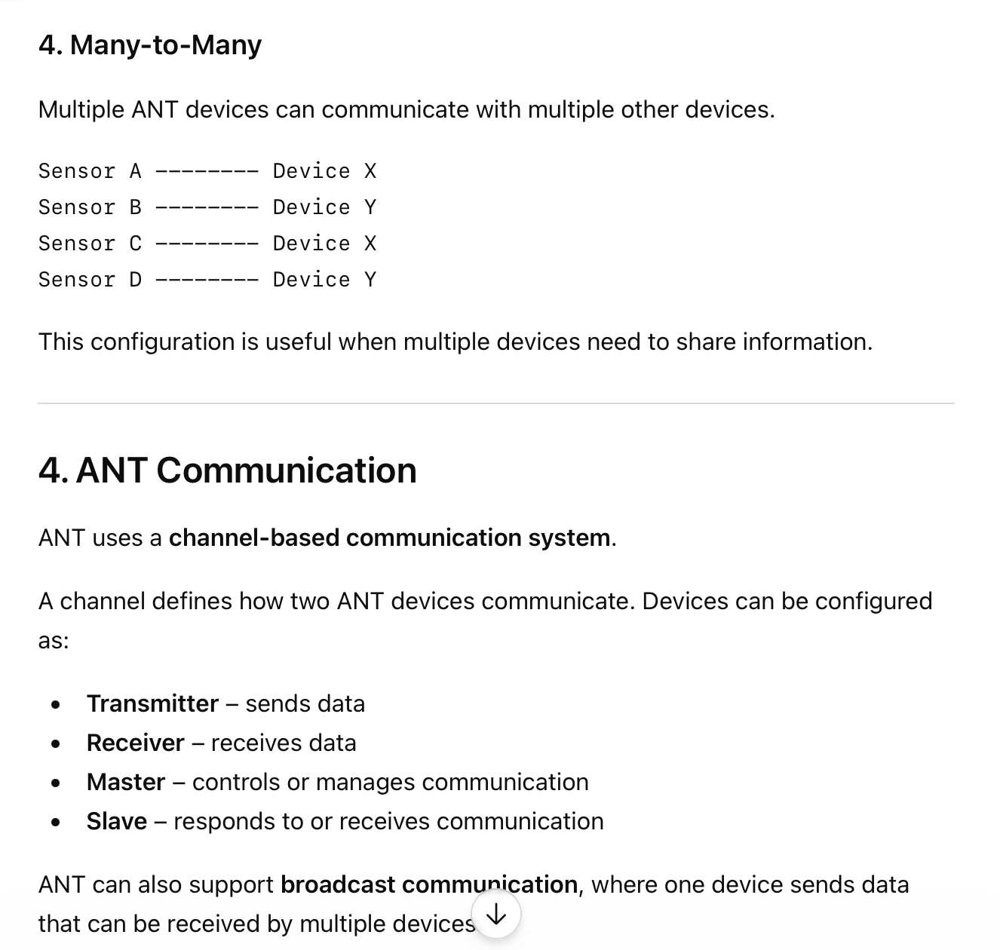 4. Many-to-Many
Multiple ANT devices can communicate with multiple other devices.
Sensor A -------- Device X
Sensor B -------- Device Y
Sensor C -------- Device X
Sensor D -------- Device Y
This configuration is useful when multiple devices need to share information.
4. ANT Communication
ANT uses a channel-based communication system.
A channel defines how two ANT devices communicate. Devices can be configured
as:
• Transmitter – sends data
• Receiver – receives data
• Master – controls or manages communication
• Slave – responds to or receives communication
ANT can also support broadcast communication, where one device sends data
that can be received by multiple devices